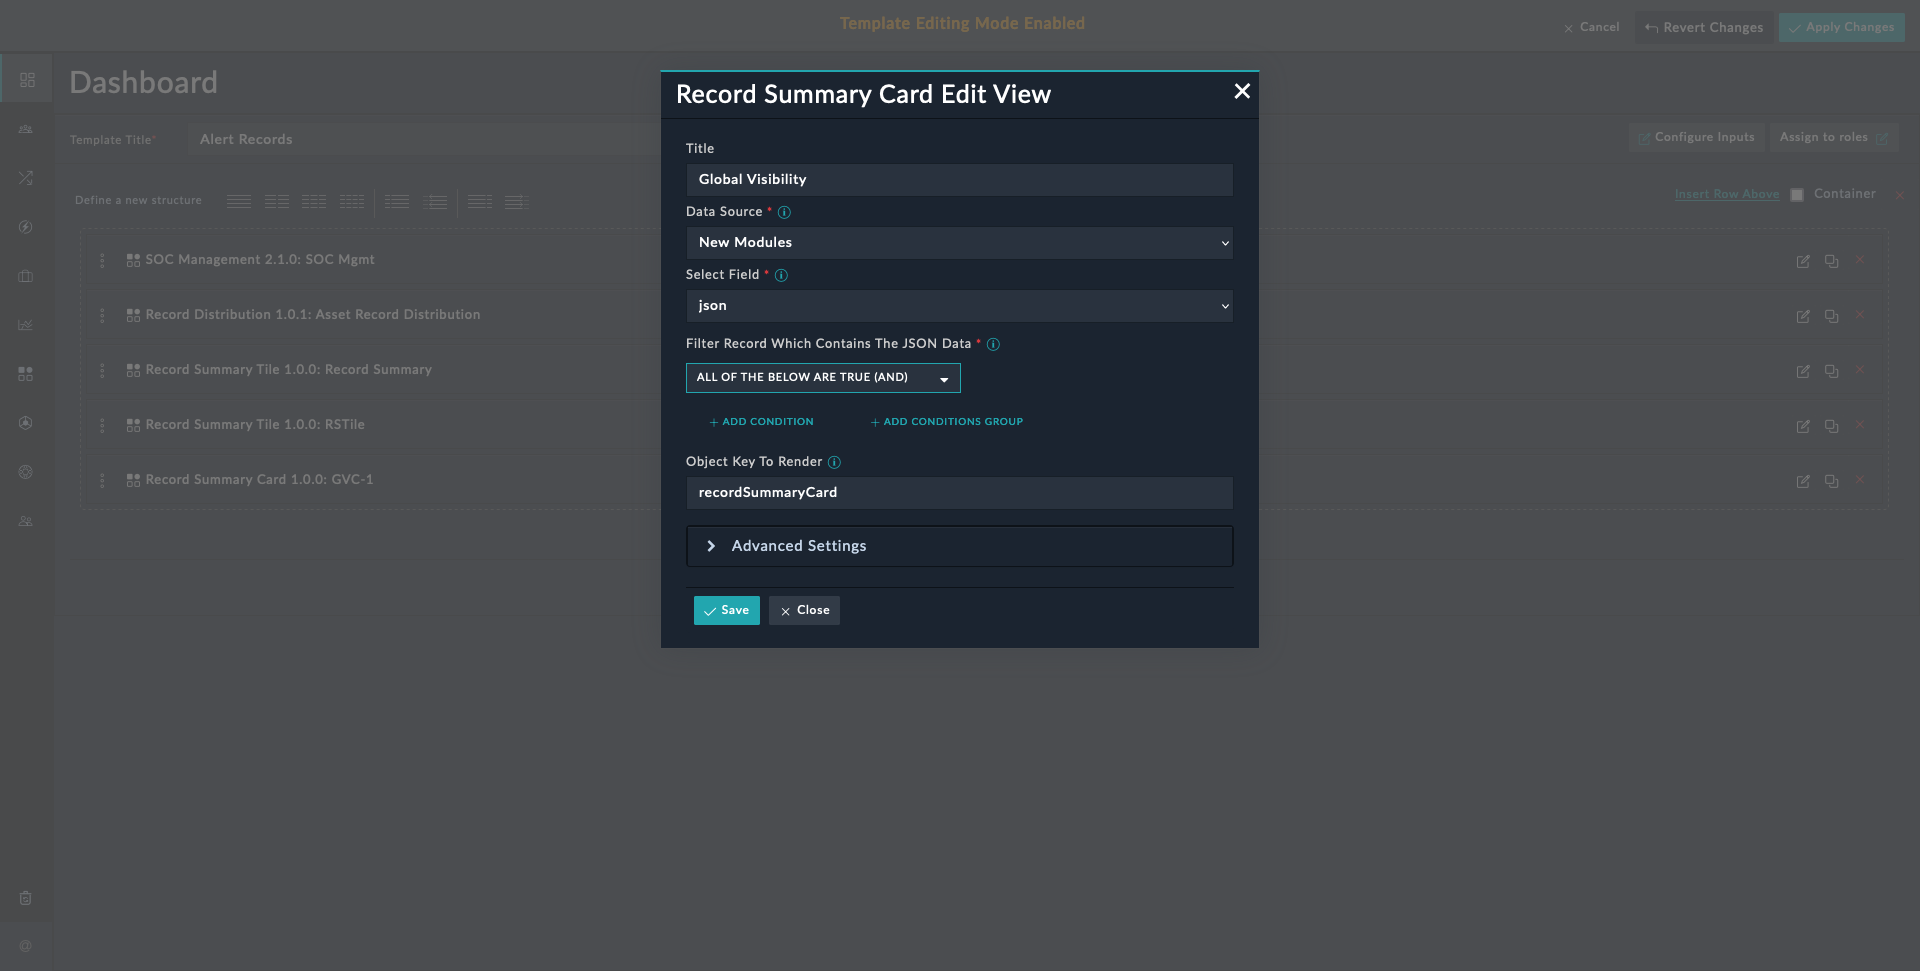 Template Editing Mode Enabled
Cancel
Revert Changes
Apply Changes
Dashboard
Template Title*
Alert Records
Configure Inputs
Assign to roles
Define a new structure
Insert Row Above
Container
SOC Management 2.1.0: SOC Mgmt
Record Distribution 1.0.1: Asset Record Distribution
Record Summary Tile 1.0.0: Record Summary
Record Summary Tile 1.0.0: RSTile
Record Summary Card 1.0.0: GVC-1
Record Summary Card Edit View
Title
Global Visibility
Data Source *
New Modules
Select Field *
json
Filter Record Which Contains The JSON Data *
ALL OF THE BELOW ARE TRUE (AND)
+ ADD CONDITION
+ ADD CONDITIONS GROUP
Object Key To Render
recordSummaryCard
Advanced Settings
Save
Close